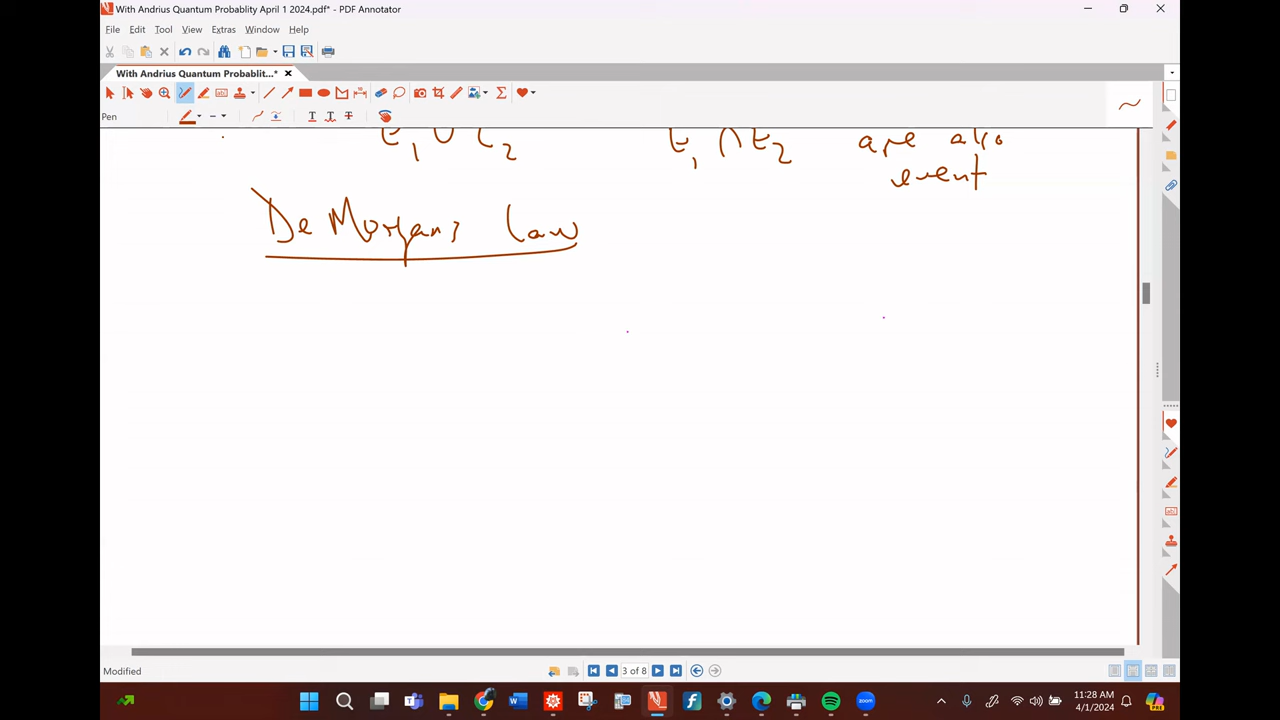 With Andrius Quantum Probablity April 1 2024.pdf* - PDF Annotator
File Edit Tool View Extras Window Help
With Andrius Quantum Probablit...*
Pen
E₁ ∪ E₂ E₁ ∩ E₂ are also
event
De Morgans Law
Modified
3 of 8
11:28 AM
4/1/2024